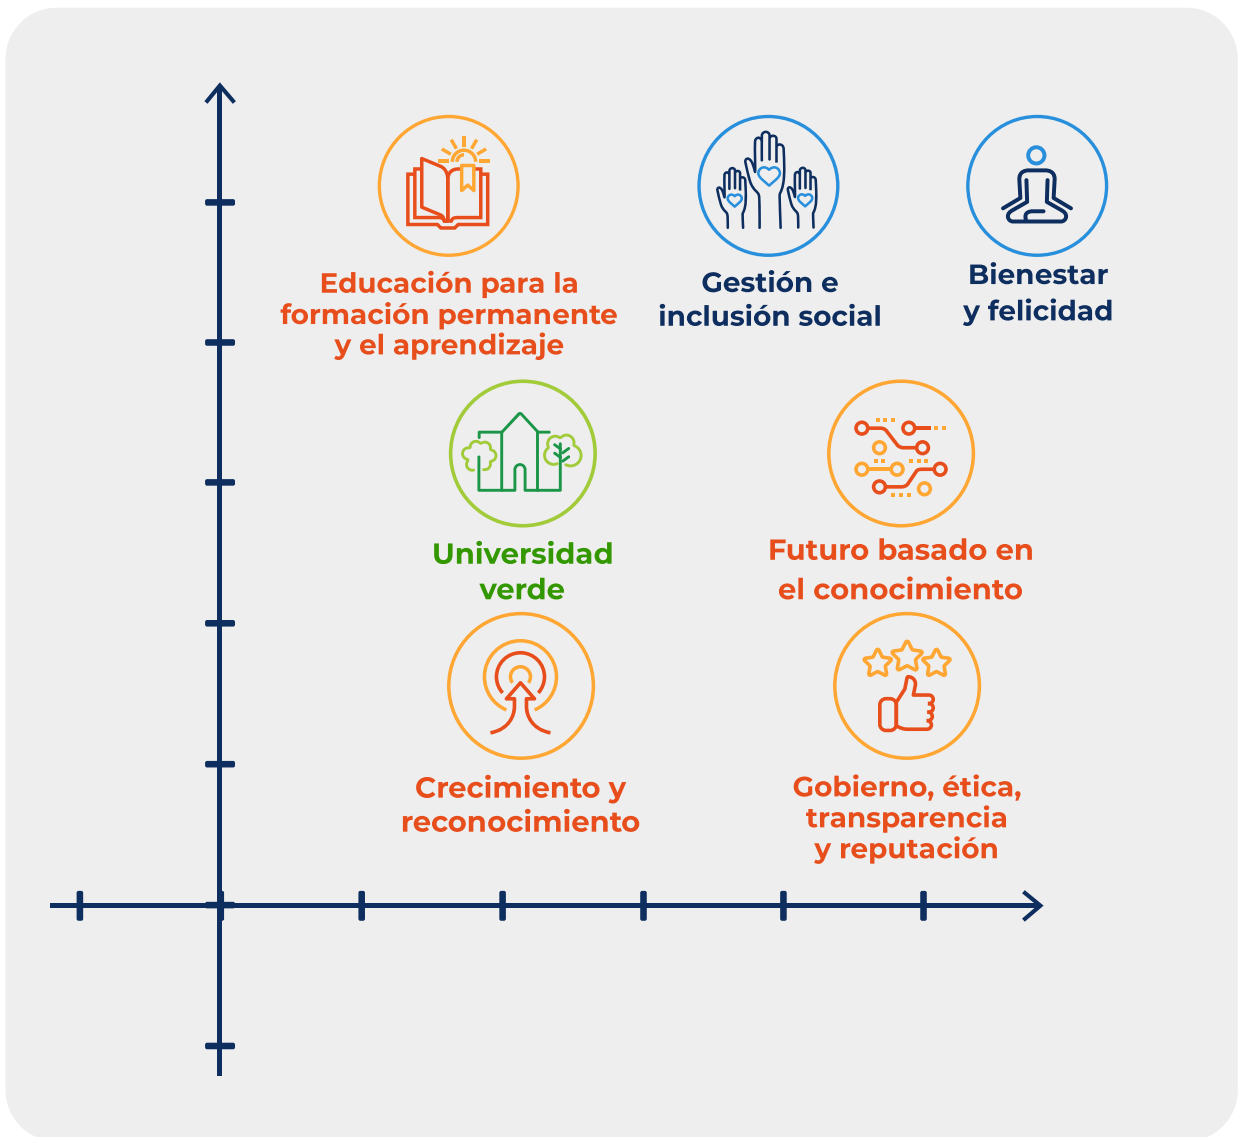 Educación para la
formación permanente
y el aprendizaje
Gestión e
inclusión social
Bienestar
y felicidad
Universidad
verde
Futuro basado en
el conocimiento
Crecimiento y
reconocimiento
Gobierno, ética,
transparencia
y reputación